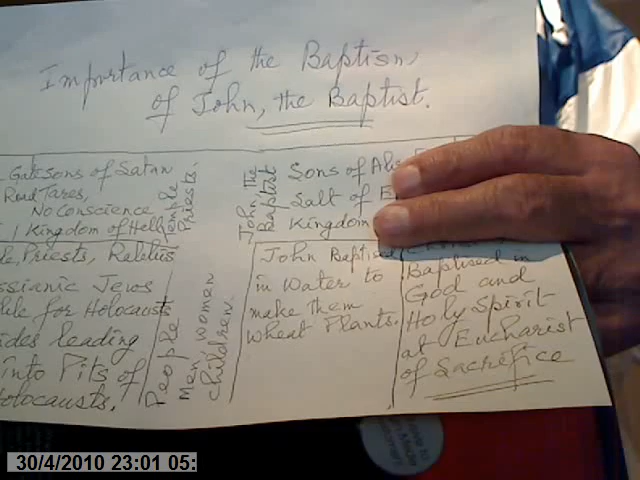 Importance of the Baptism
of John, the Baptist.
Sons of Satan
Tares,
No Conscience
Kingdom of Hell
Temple
Priests.
John, the
Baptist
Sons of
Salt of
Kingdom
Priests, Rabbis
Jews
for Holocausts
leading
into Pits of
Holocausts.
People
Men, women
children.
John Baptised
in Water to
make them
Wheat Plants.
Baptised in
God and
Holy Spirit
at Eucharist
of Sacrifice
30/4/2010 23:01 05: